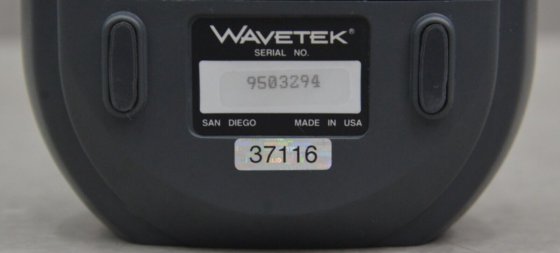 WAVETEK®
SERIAL NO.
9503294
SAN DIEGO MADE IN USA
37116